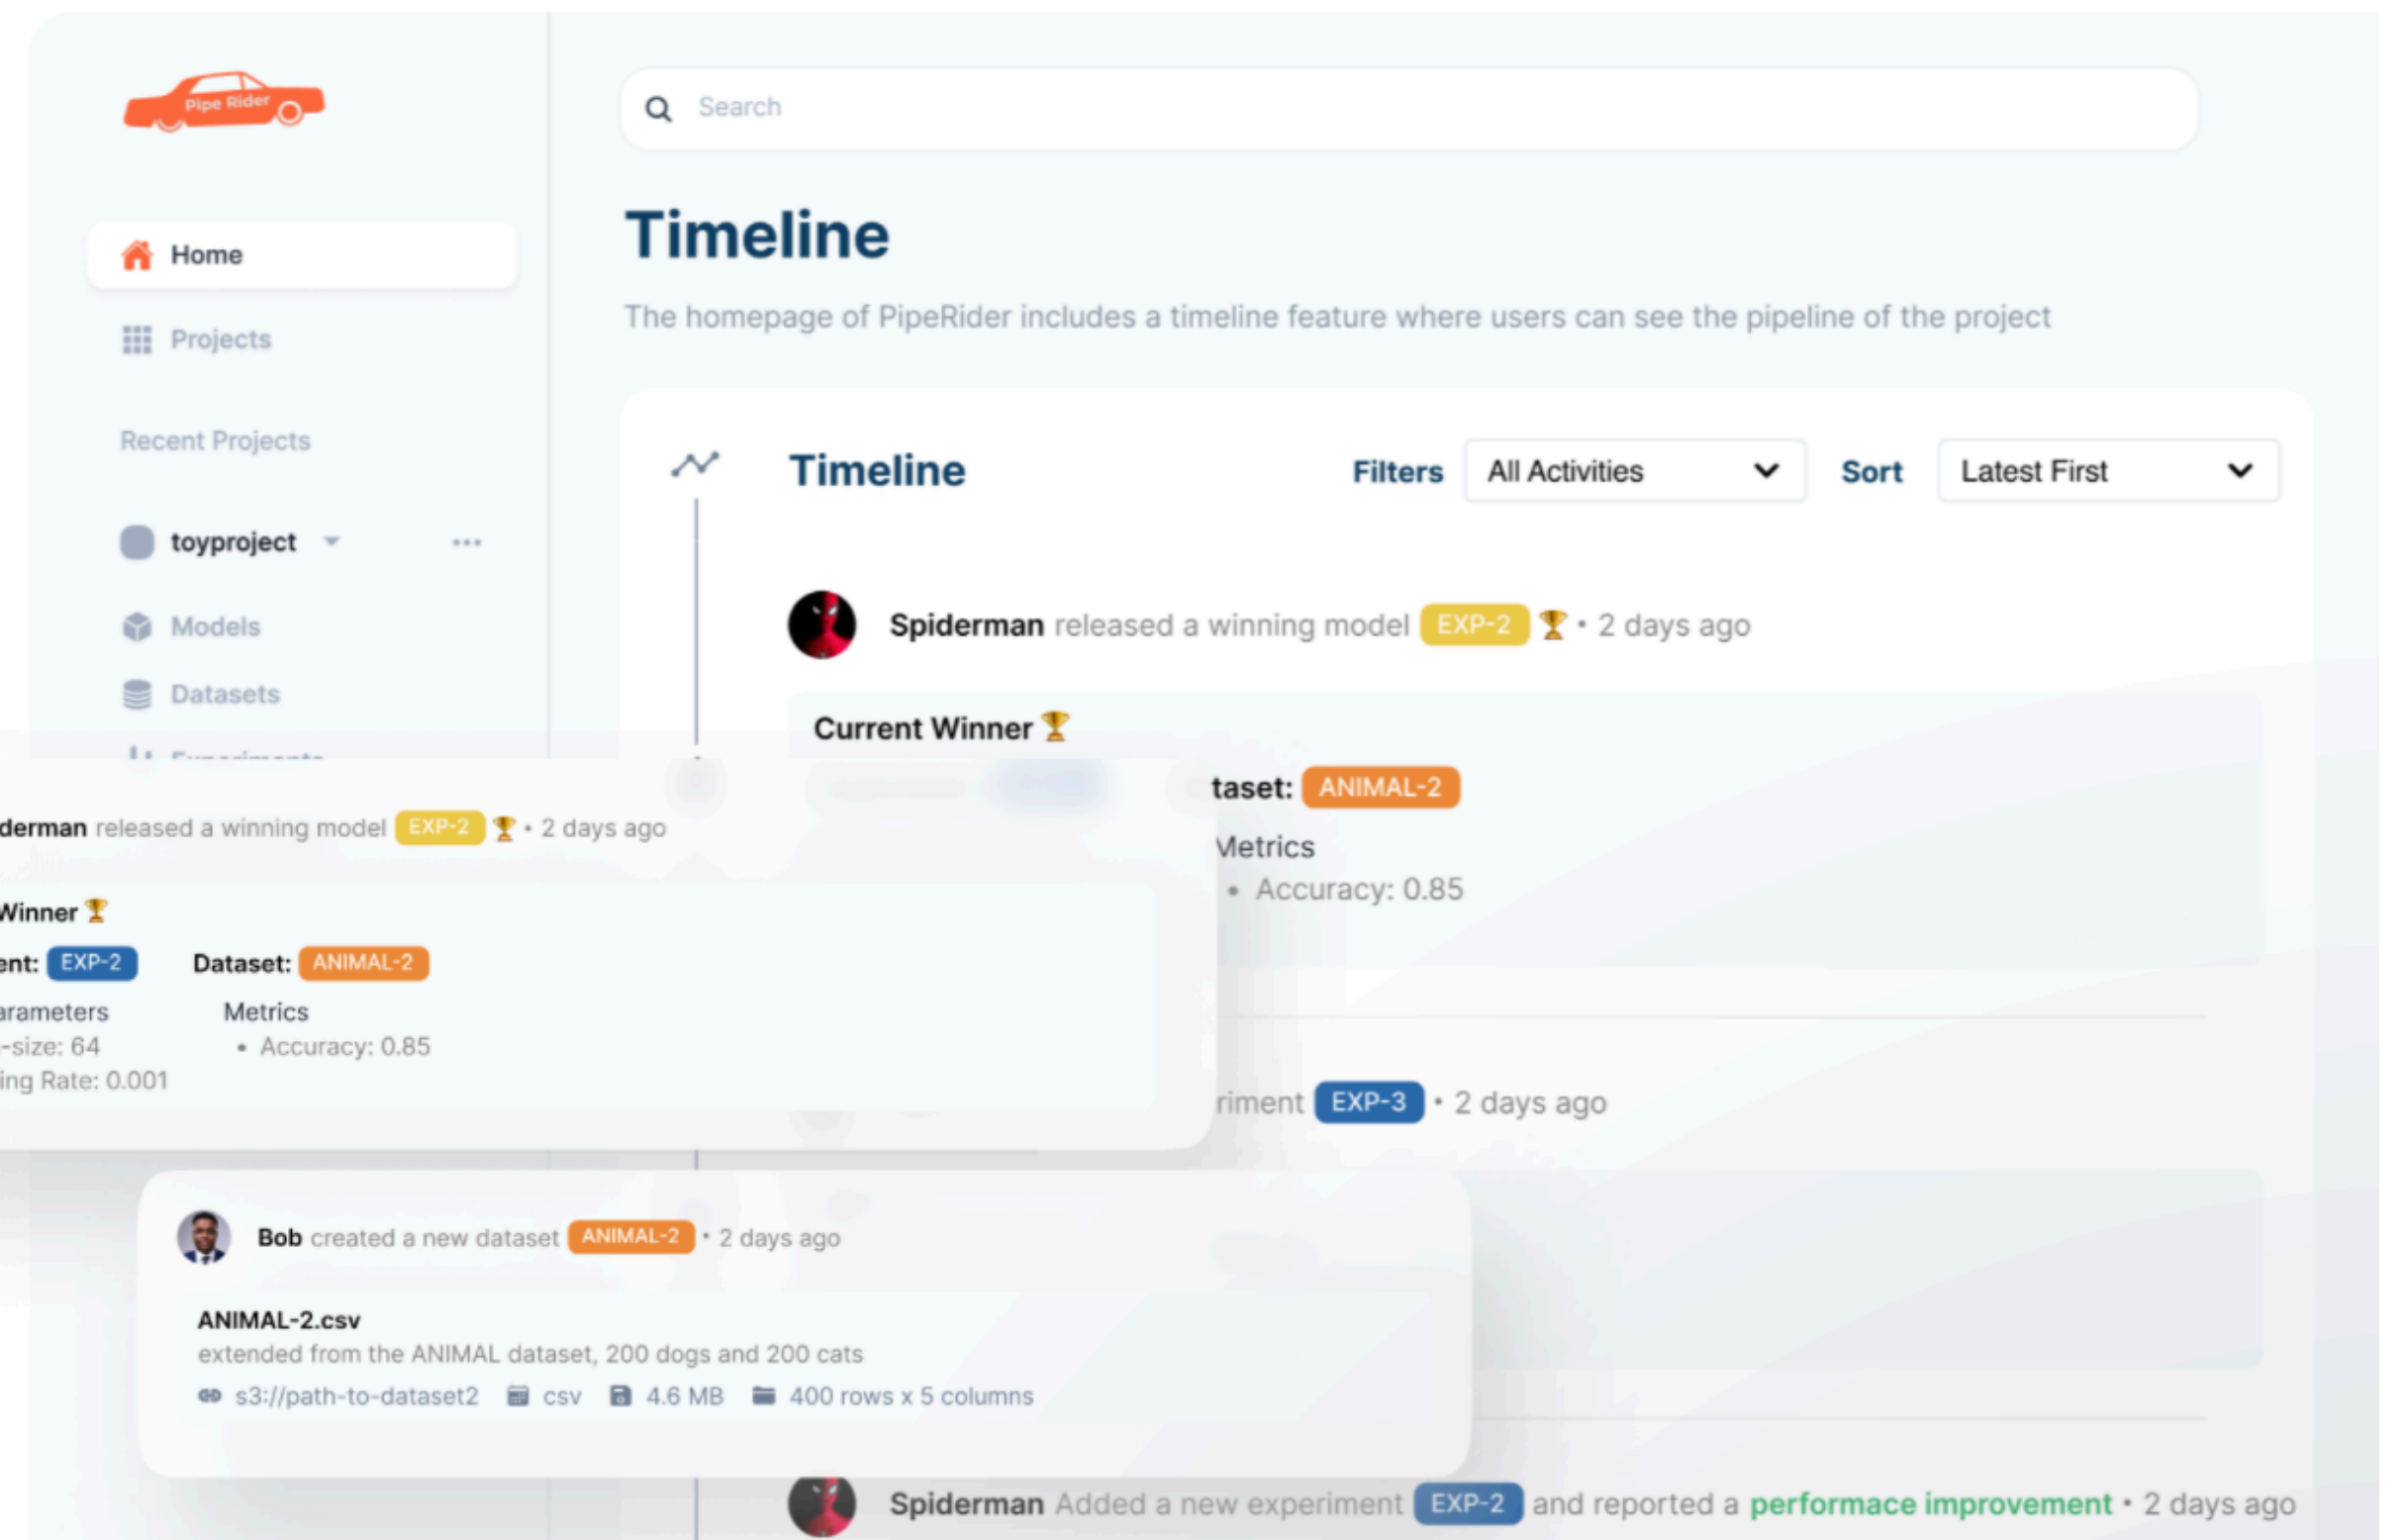 Pipe Rider
Search
Home
Projects
Recent Projects
toyproject
Models
Datasets
Timeline
The homepage of PipeRider includes a timeline feature where users can see the pipeline of the project
Timeline Filters All Activities Sort Latest First
Spiderman released a winning model EXP-2 🏆 • 2 days ago
Current Winner 🏆
taset: ANIMAL-2
Metrics
• Accuracy: 0.85
riment EXP-3 • 2 days ago
derman released a winning model EXP-2 🏆 • 2 days ago
Winner 🏆
ent: EXP-2 Dataset: ANIMAL-2
arameters Metrics
-size: 64 • Accuracy: 0.85
ing Rate: 0.001
Bob created a new dataset ANIMAL-2 • 2 days ago
ANIMAL-2.csv
extended from the ANIMAL dataset, 200 dogs and 200 cats
s3://path-to-dataset2 csv 4.6 MB 400 rows x 5 columns
Spiderman Added a new experiment EXP-2 and reported a performace improvement • 2 days ago